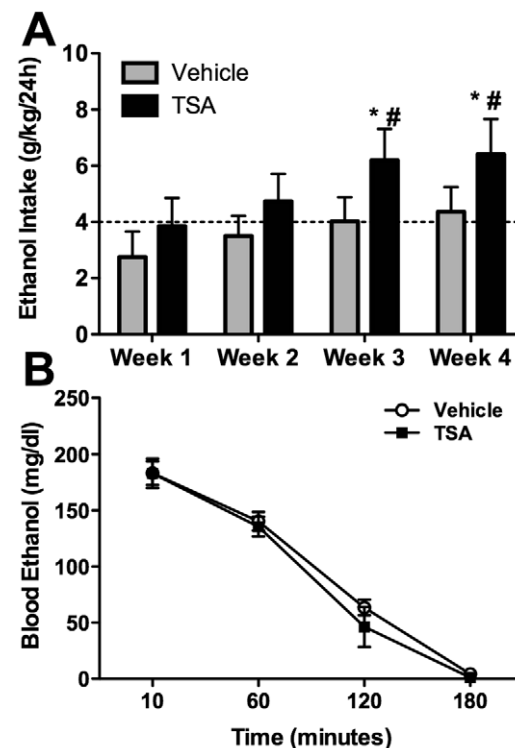 A
Ethanol Intake (g/kg/24h)
10
8
6
4
2
0
Vehicle
TSA
* #
* #
Week 1 Week 2 Week 3 Week 4
B
Blood Ethanol (mg/dl)
250
200
150
100
50
0
Vehicle
TSA
10 60 120 180
Time (minutes)